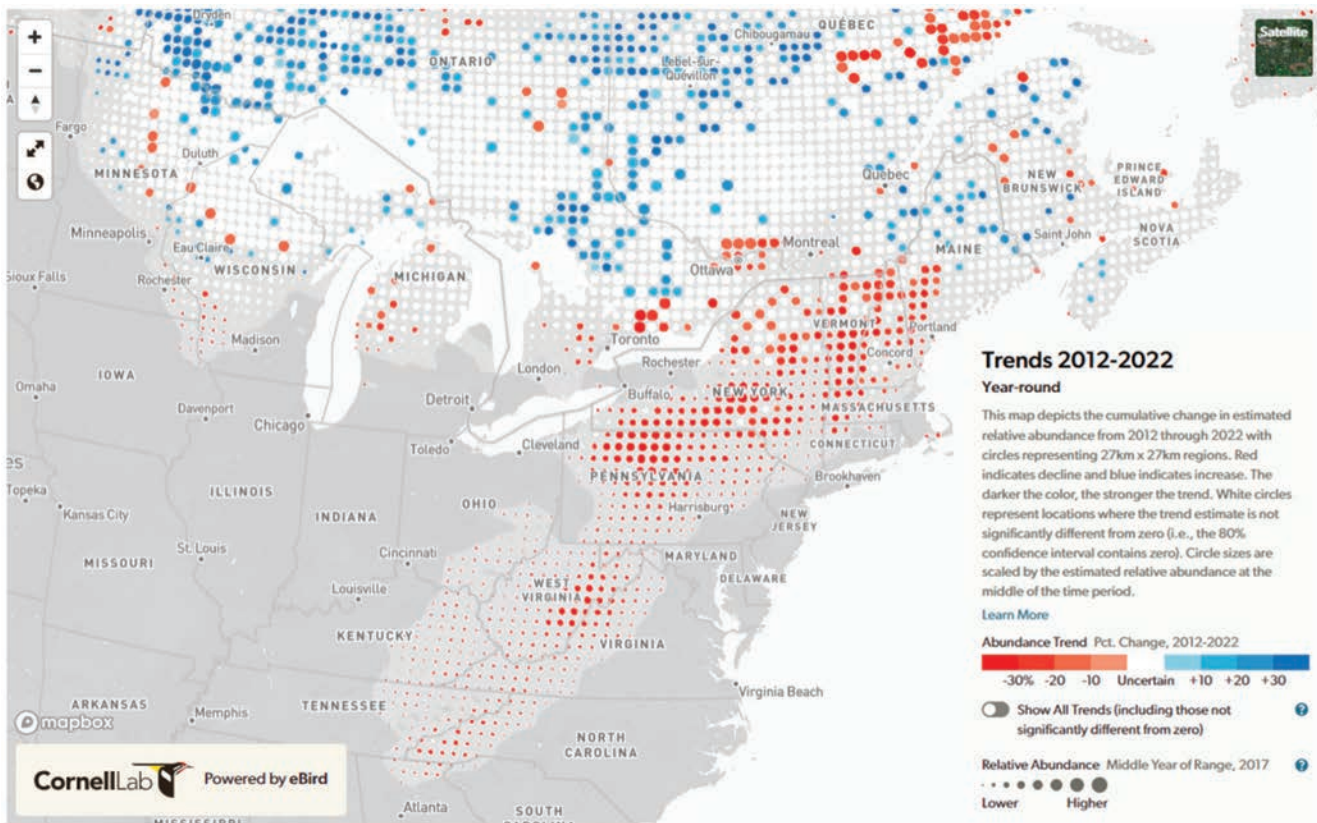 Dryden
QUÉBEC
Chibougamau
Satellite
+
−
ONTARIO
Lebel-sur-
Quévillon
Fargo
Duluth
MINNESOTA
Québec
NEW
BRUNSWICK
PRINCE
EDWARD
ISLAND
Minneapolis
Eau Claire
WISCONSIN
Sioux Falls
Rochester
MICHIGAN
Ottawa
Montreal
MAINE
Saint John
NOVA
SCOTIA
Madison
Toronto
VERMONT
Portland
Concord
IOWA
London
Rochester
Omaha
Davenport
Chicago
Detroit
Buffalo
NEW YORK
MASSACHUSETTS
Toledo
Cleveland
CONNECTICUT
Topeka
Kansas City
ILLINOIS
INDIANA
OHIO
PENNSYLVANIA
Brookhaven
Harrisburg
NEW
JERSEY
MISSOURI
St. Louis
Cincinnati
MARYLAND
Louisville
WEST
VIRGINIA
DELAWARE
KENTUCKY
VIRGINIA
Virginia Beach
ARKANSAS
Memphis
TENNESSEE
mapbox
NORTH
CAROLINA
CornellLab
Powered by eBird
Atlanta
SOUTH
Trends 2012-2022
Year-round
This map depicts the cumulative change in estimated
relative abundance from 2012 through 2022 with
circles representing 27km x 27km regions. Red
indicates decline and blue indicates increase. The
darker the color, the stronger the trend. White circles
represent locations where the trend estimate is not
significantly different from zero (i.e., the 80%
confidence interval contains zero). Circle sizes are
scaled by the estimated relative abundance at the
middle of the time period.
Learn More
Abundance Trend Pct. Change, 2012-2022
-30% -20 -10 Uncertain +10 +20 +30
Show All Trends (including those not
significantly different from zero)
?
Relative Abundance Middle Year of Range, 2017
?
Lower Higher